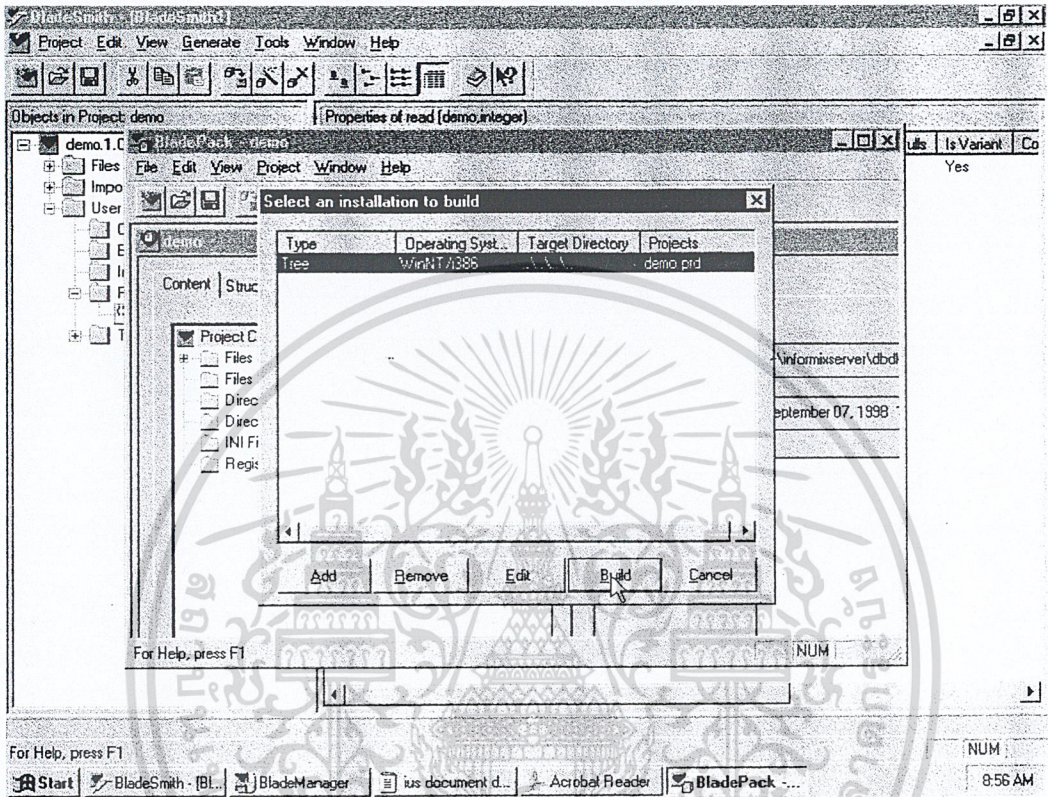 BladeSmith - [BladeSmith1]
Project Edit View Generate Tools Window Help
Objects in Project: demo
Properties of read (demo,integer)
demo.1.0
BladePack - demo
ulls Is Variant Co
Files
File Edit View Project Window Help
Yes
Impo
User
Select an installation to build
demo
Type Operating Syst... Target Directory Projects
Tree WinNT/i386 ..\..\.. demo.prd
Content Struc
Project C
Files
Files
Direc
Direc
INI Fi
Regis
\informixserver\dbdl
eptember 07, 1998
Add Remove Edit Build Cancel
For Help, press F1
NUM
For Help, press F1
NUM
Start BladeSmith - [Bl... BladeManager ius document d... Acrobat Reader BladePack -...
8:56 AM